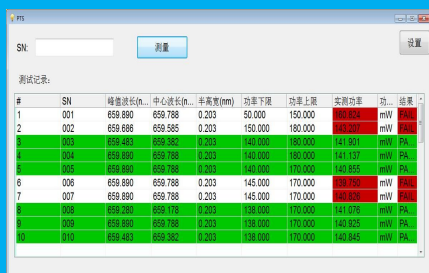 PTS
SN: 测量 设置
测试记录:
# SN 峰值波长(n... 中心波长(n... 半高宽(nm) 功率下限 功率上限 实测功率 功... 结果
1 001 659.890 659.788 0.203 50.000 150.000 160.824 mW FAIL
2 002 659.686 659.585 0.203 150.000 180.000 143.207 mW FAIL
3 003 659.483 659.382 0.203 140.000 180.000 141.901 mW PA...
4 004 659.890 659.788 0.203 140.000 180.000 141.137 mW PA...
5 005 659.890 659.788 0.203 140.000 170.000 140.855 mW PA...
6 006 659.890 659.788 0.203 145.000 170.000 139.750 mW FAIL
7 007 659.890 659.788 0.203 145.000 170.000 140.826 mW FAIL
8 008 659.280 659.178 0.203 138.000 170.000 141.076 mW PA...
9 009 659.890 659.788 0.203 138.000 170.000 140.925 mW PA...
10 010 659.483 659.382 0.203 138.000 170.000 140.845 mW PA...